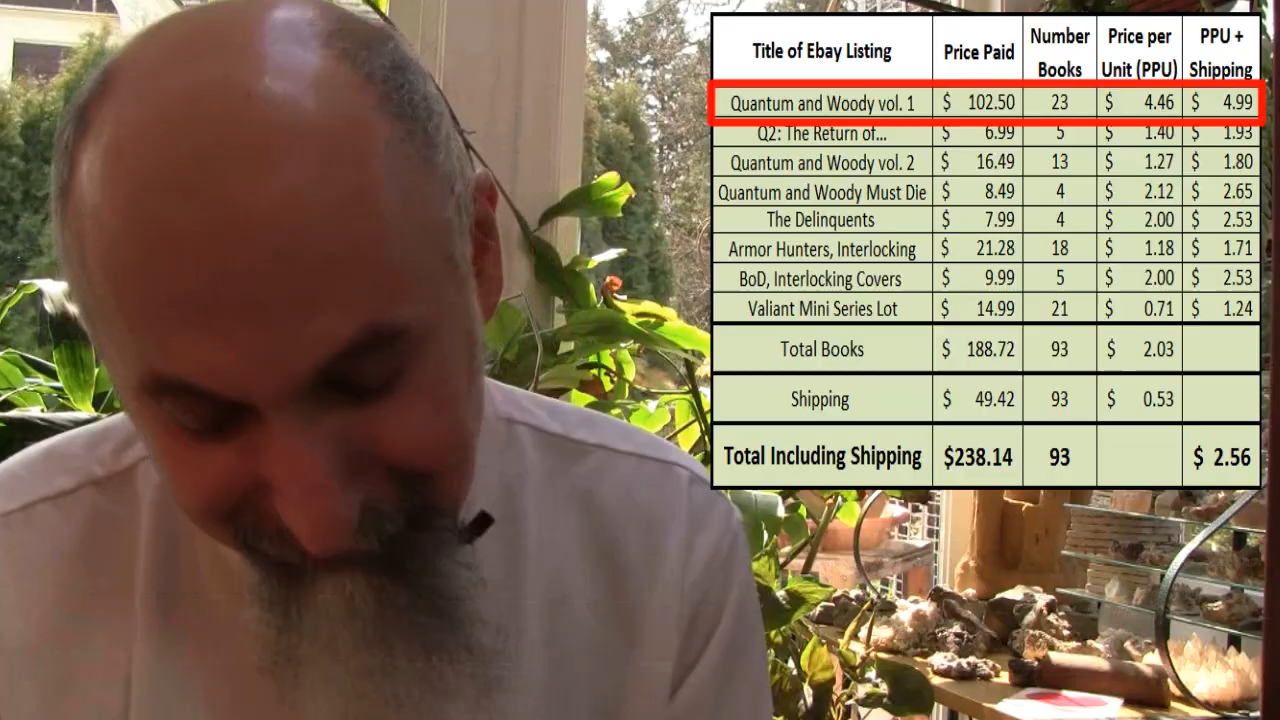 Title of Ebay Listing Price Paid Number Books Price per Unit (PPU) PPU + Shipping
Quantum and Woody vol. 1 $ 102.50 23 $ 4.46 $ 4.99
Q2: The Return of... $ 6.99 5 $ 1.40 $ 1.93
Quantum and Woody vol. 2 $ 16.49 13 $ 1.27 $ 1.80
Quantum and Woody Must Die $ 8.49 4 $ 2.12 $ 2.65
The Delinquents $ 7.99 4 $ 2.00 $ 2.53
Armor Hunters, Interlocking $ 21.28 18 $ 1.18 $ 1.71
BoD, Interlocking Covers $ 9.99 5 $ 2.00 $ 2.53
Valiant Mini Series Lot $ 14.99 21 $ 0.71 $ 1.24
Total Books $ 188.72 93 $ 2.03
Shipping $ 49.42 93 $ 0.53
Total Including Shipping $238.14 93 $ 2.56